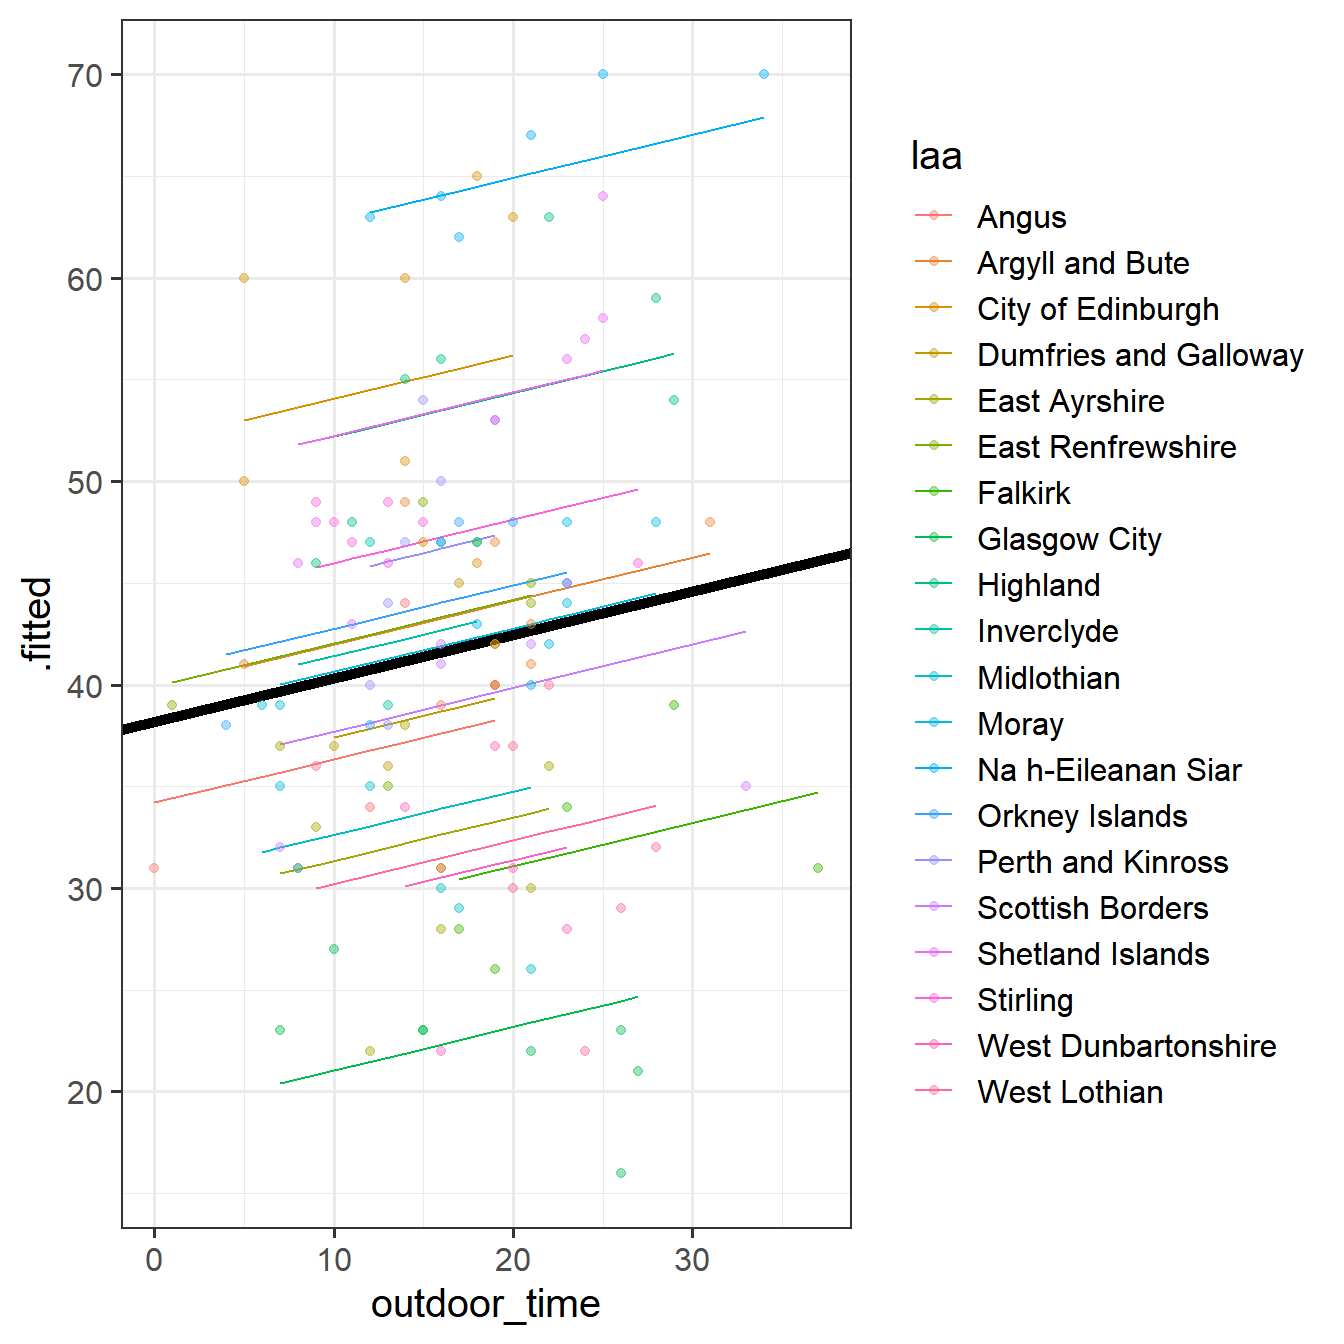 70
60
50
40
30
20
.fitted
0 10 20 30
outdoor_time
laa
Angus
Argyll and Bute
City of Edinburgh
Dumfries and Galloway
East Ayrshire
East Renfrewshire
Falkirk
Glasgow City
Highland
Inverclyde
Midlothian
Moray
Na h-Eileanan Siar
Orkney Islands
Perth and Kinross
Scottish Borders
Shetland Islands
Stirling
West Dunbartonshire
West Lothian